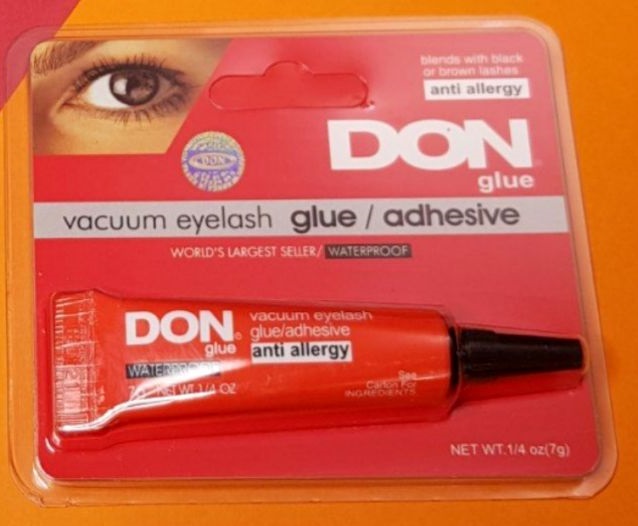 blends with black
or brown lashes
anti allergy
DON
DON
glue
vacuum eyelash glue / adhesive
WORLD'S LARGEST SELLER/ WATERPROOF
DON
glue
vacuum eyelash
glue/adhesive
anti allergy
WATERPROOF
NET WT 1/4 OZ
See
Carton For
INGREDIENTS
NET WT.1/4 oz(7g)